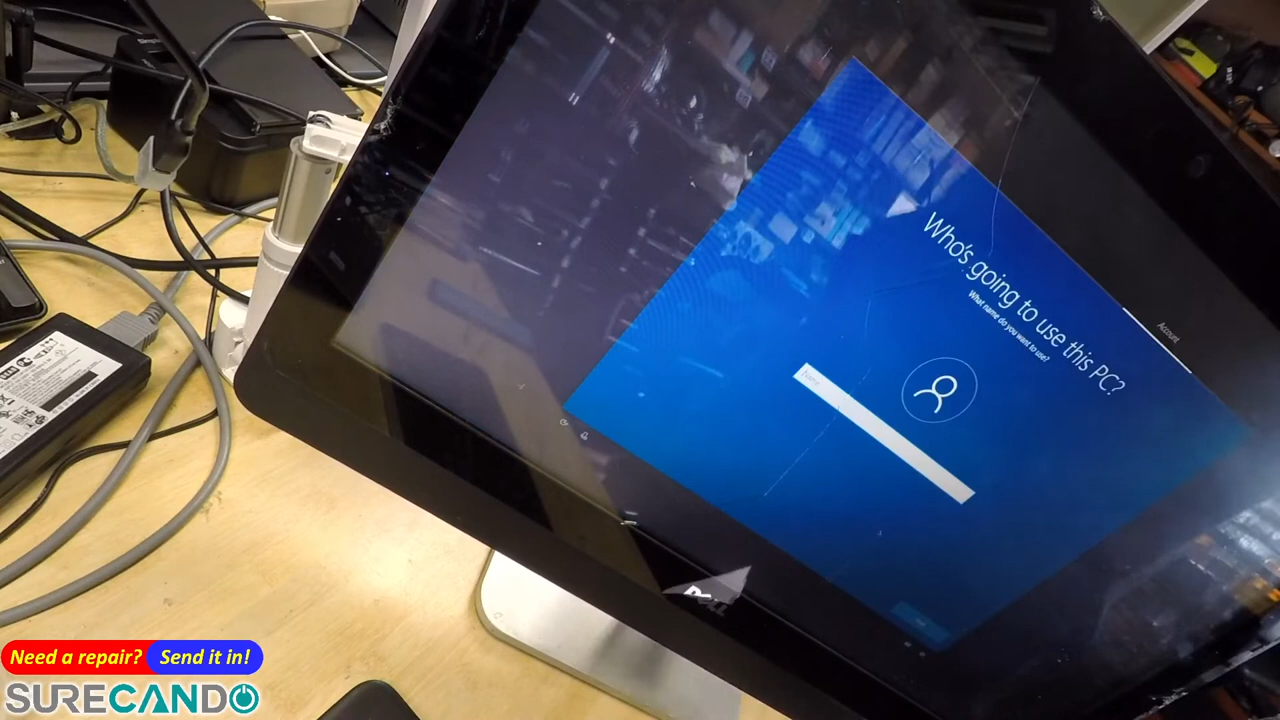 Account
Who's going to use this PC?
What name do you want to use?
Name
DELL
Need a repair? Send it in!
SURECANDO